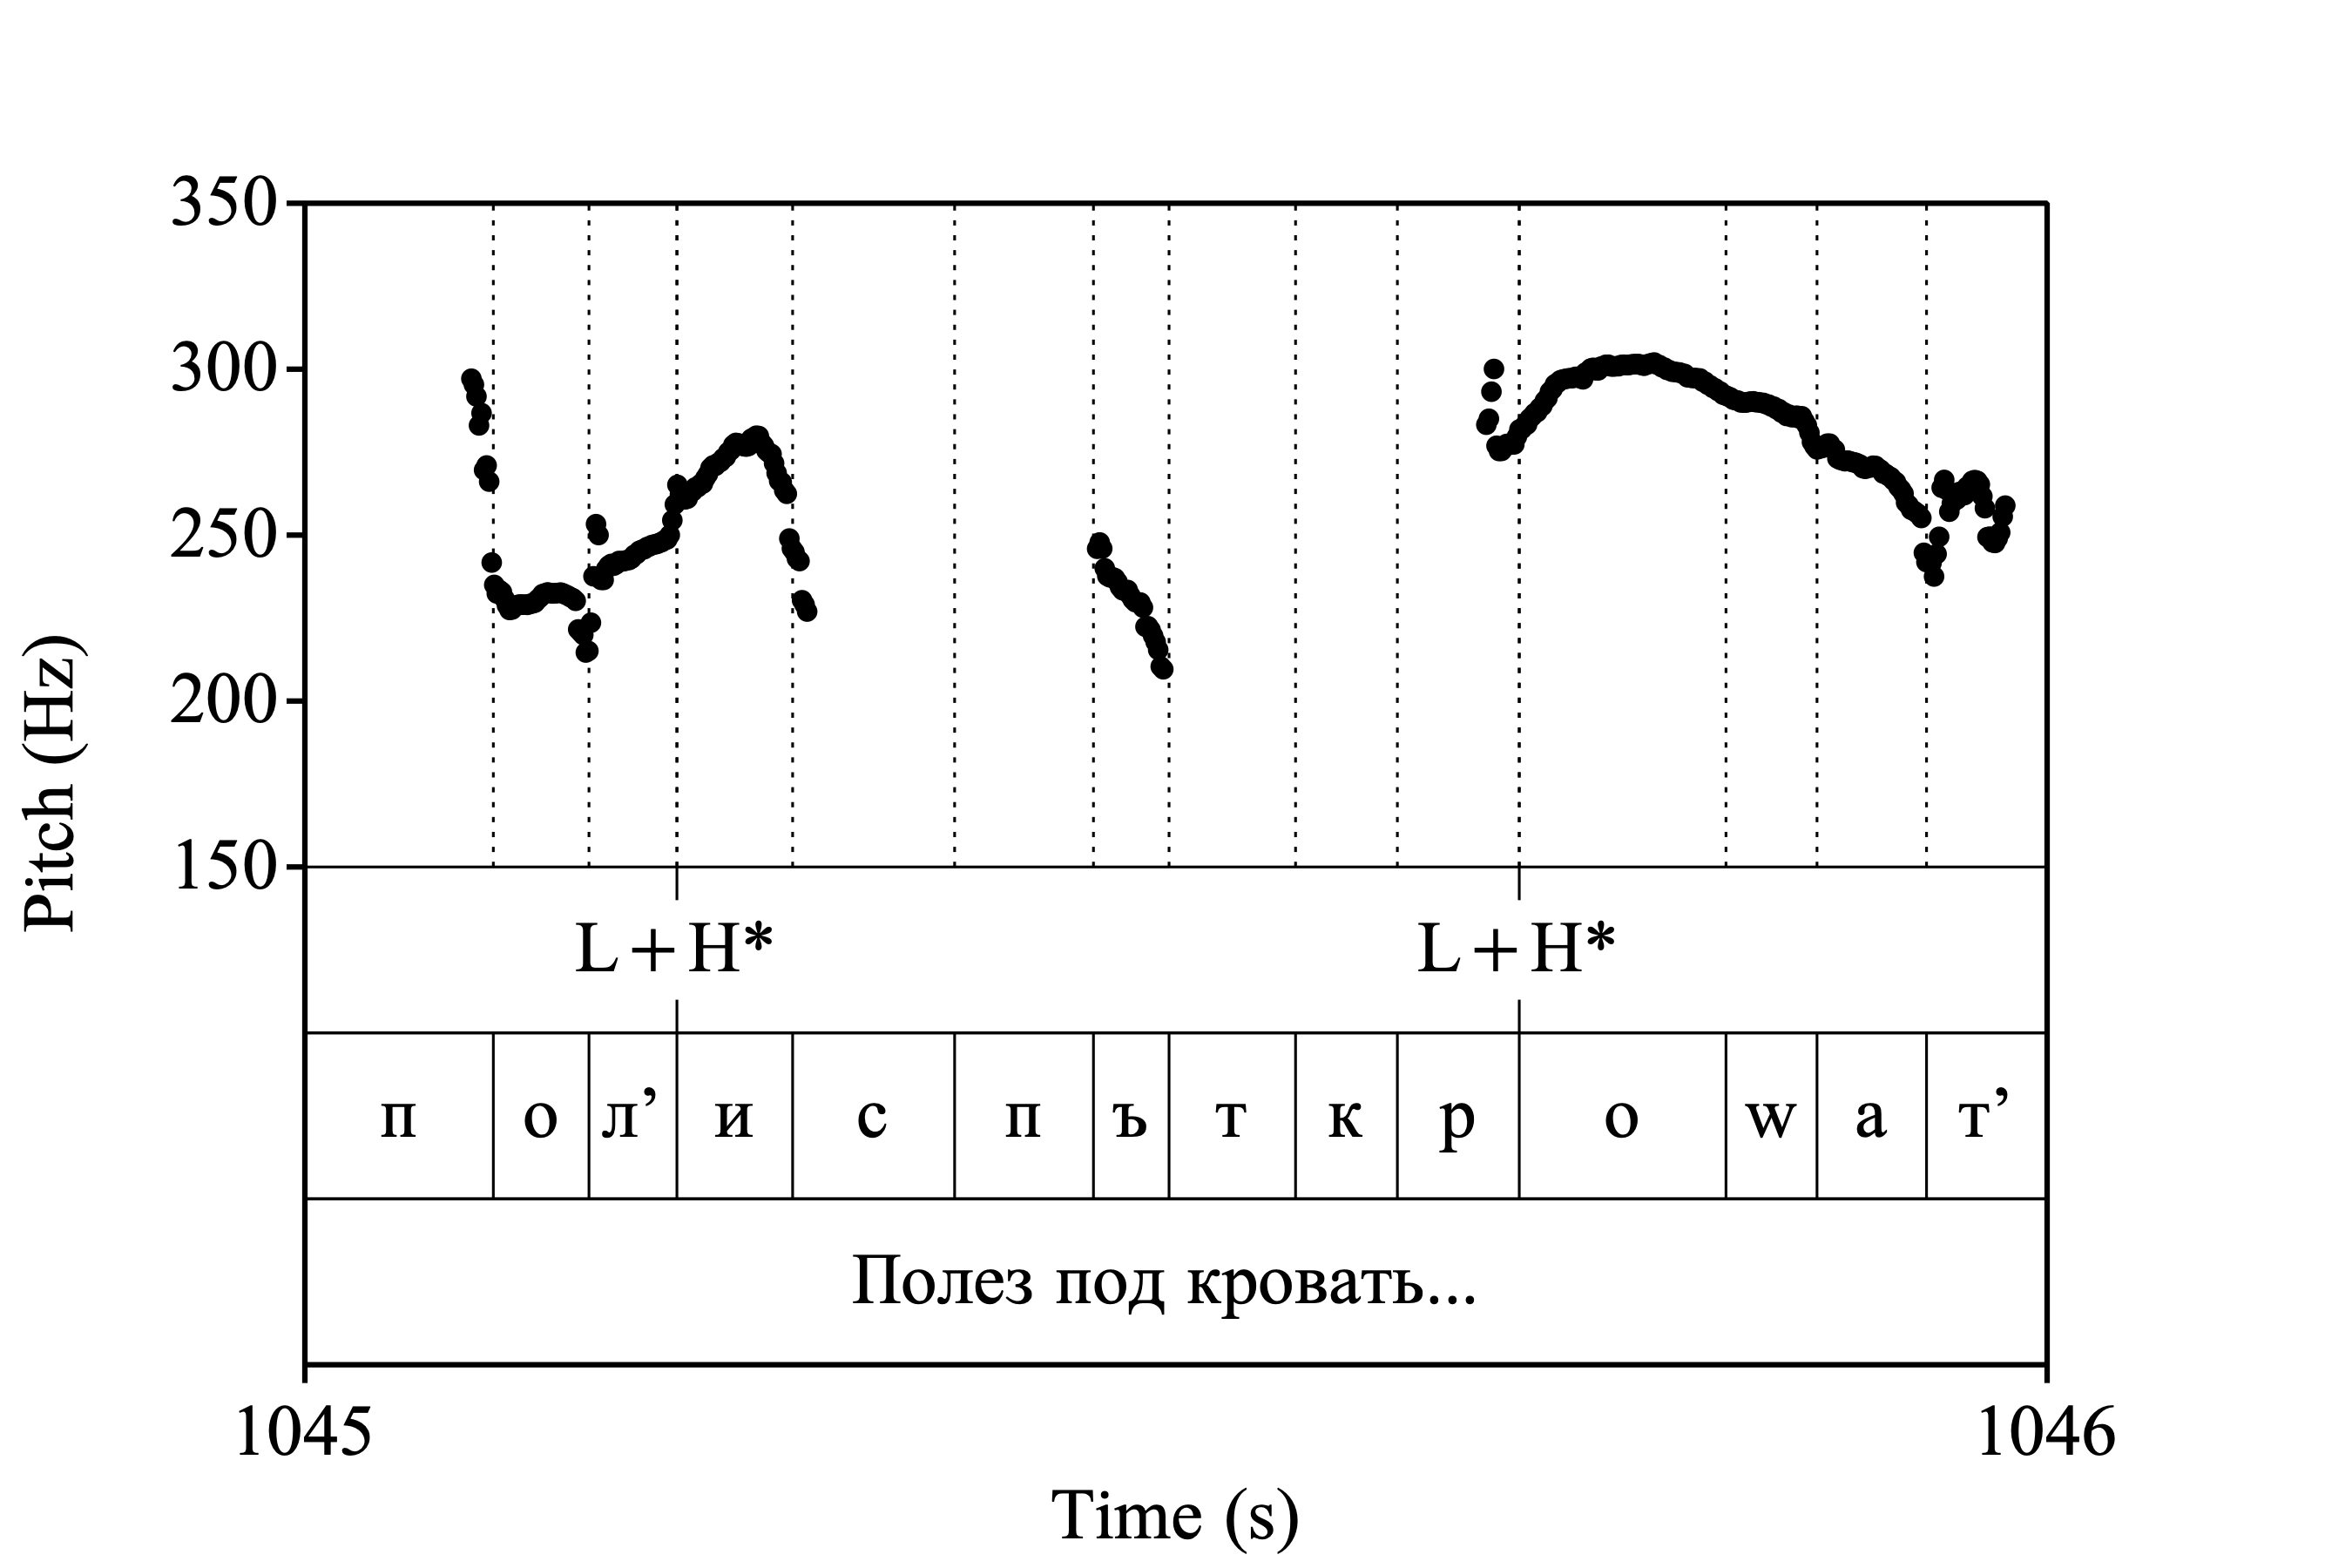 350
300
250
200
150
Pitch (Hz)
L+H* L+H*
п о л’ и с п ъ т к р о w а т’
Полез под кровать...
1045 1046
Time (s)